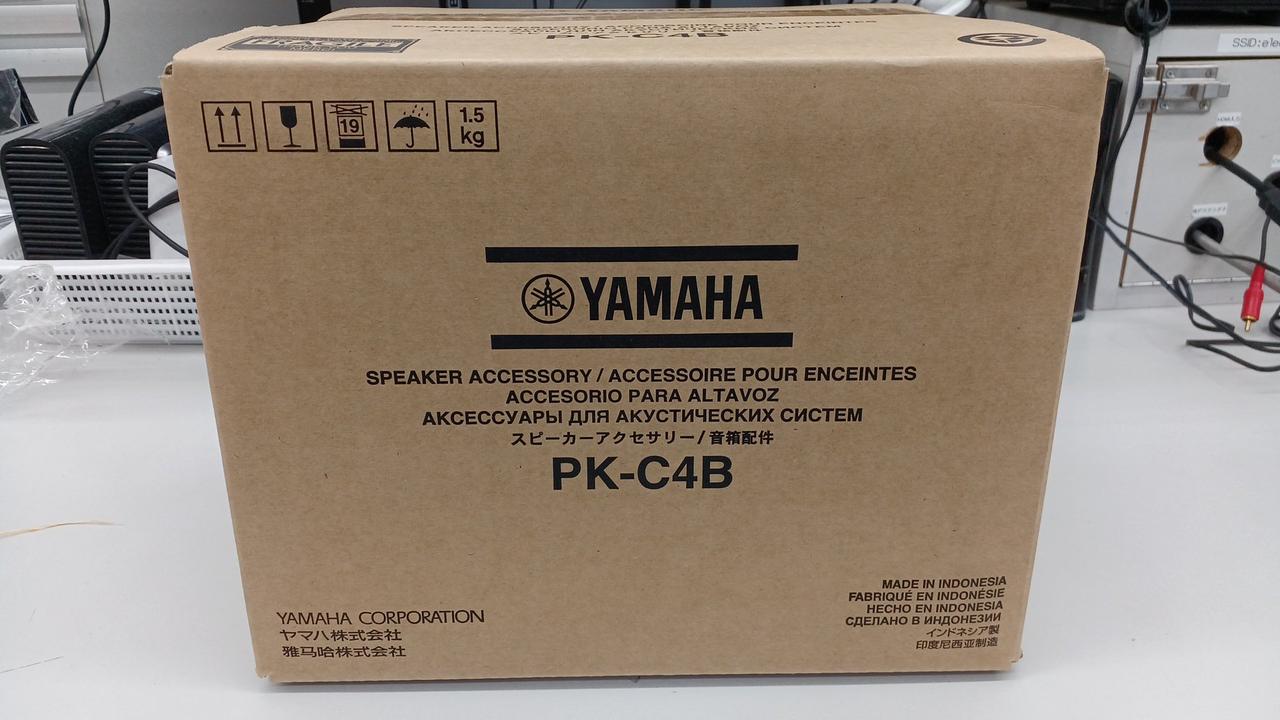 PK-C4B
19
1.5
kg
YAMAHA
SPEAKER ACCESSORY / ACCESSOIRE POUR ENCEINTES
ACCESORIO PARA ALTAVOZ
АКСЕССУАРЫ ДЛЯ АКУСТИЧЕСКИХ СИСТЕМ
スピーカーアクセサリー / 音箱配件
PK-C4B
YAMAHA CORPORATION
ヤマハ株式会社
雅马哈株式会社
MADE IN INDONESIA
FABRIQUÉ EN INDONÉSIE
HECHO EN INDONESIA
СДЕЛАНО В ИНДОНЕЗИИ
インドネシア製
印度尼西亚制造